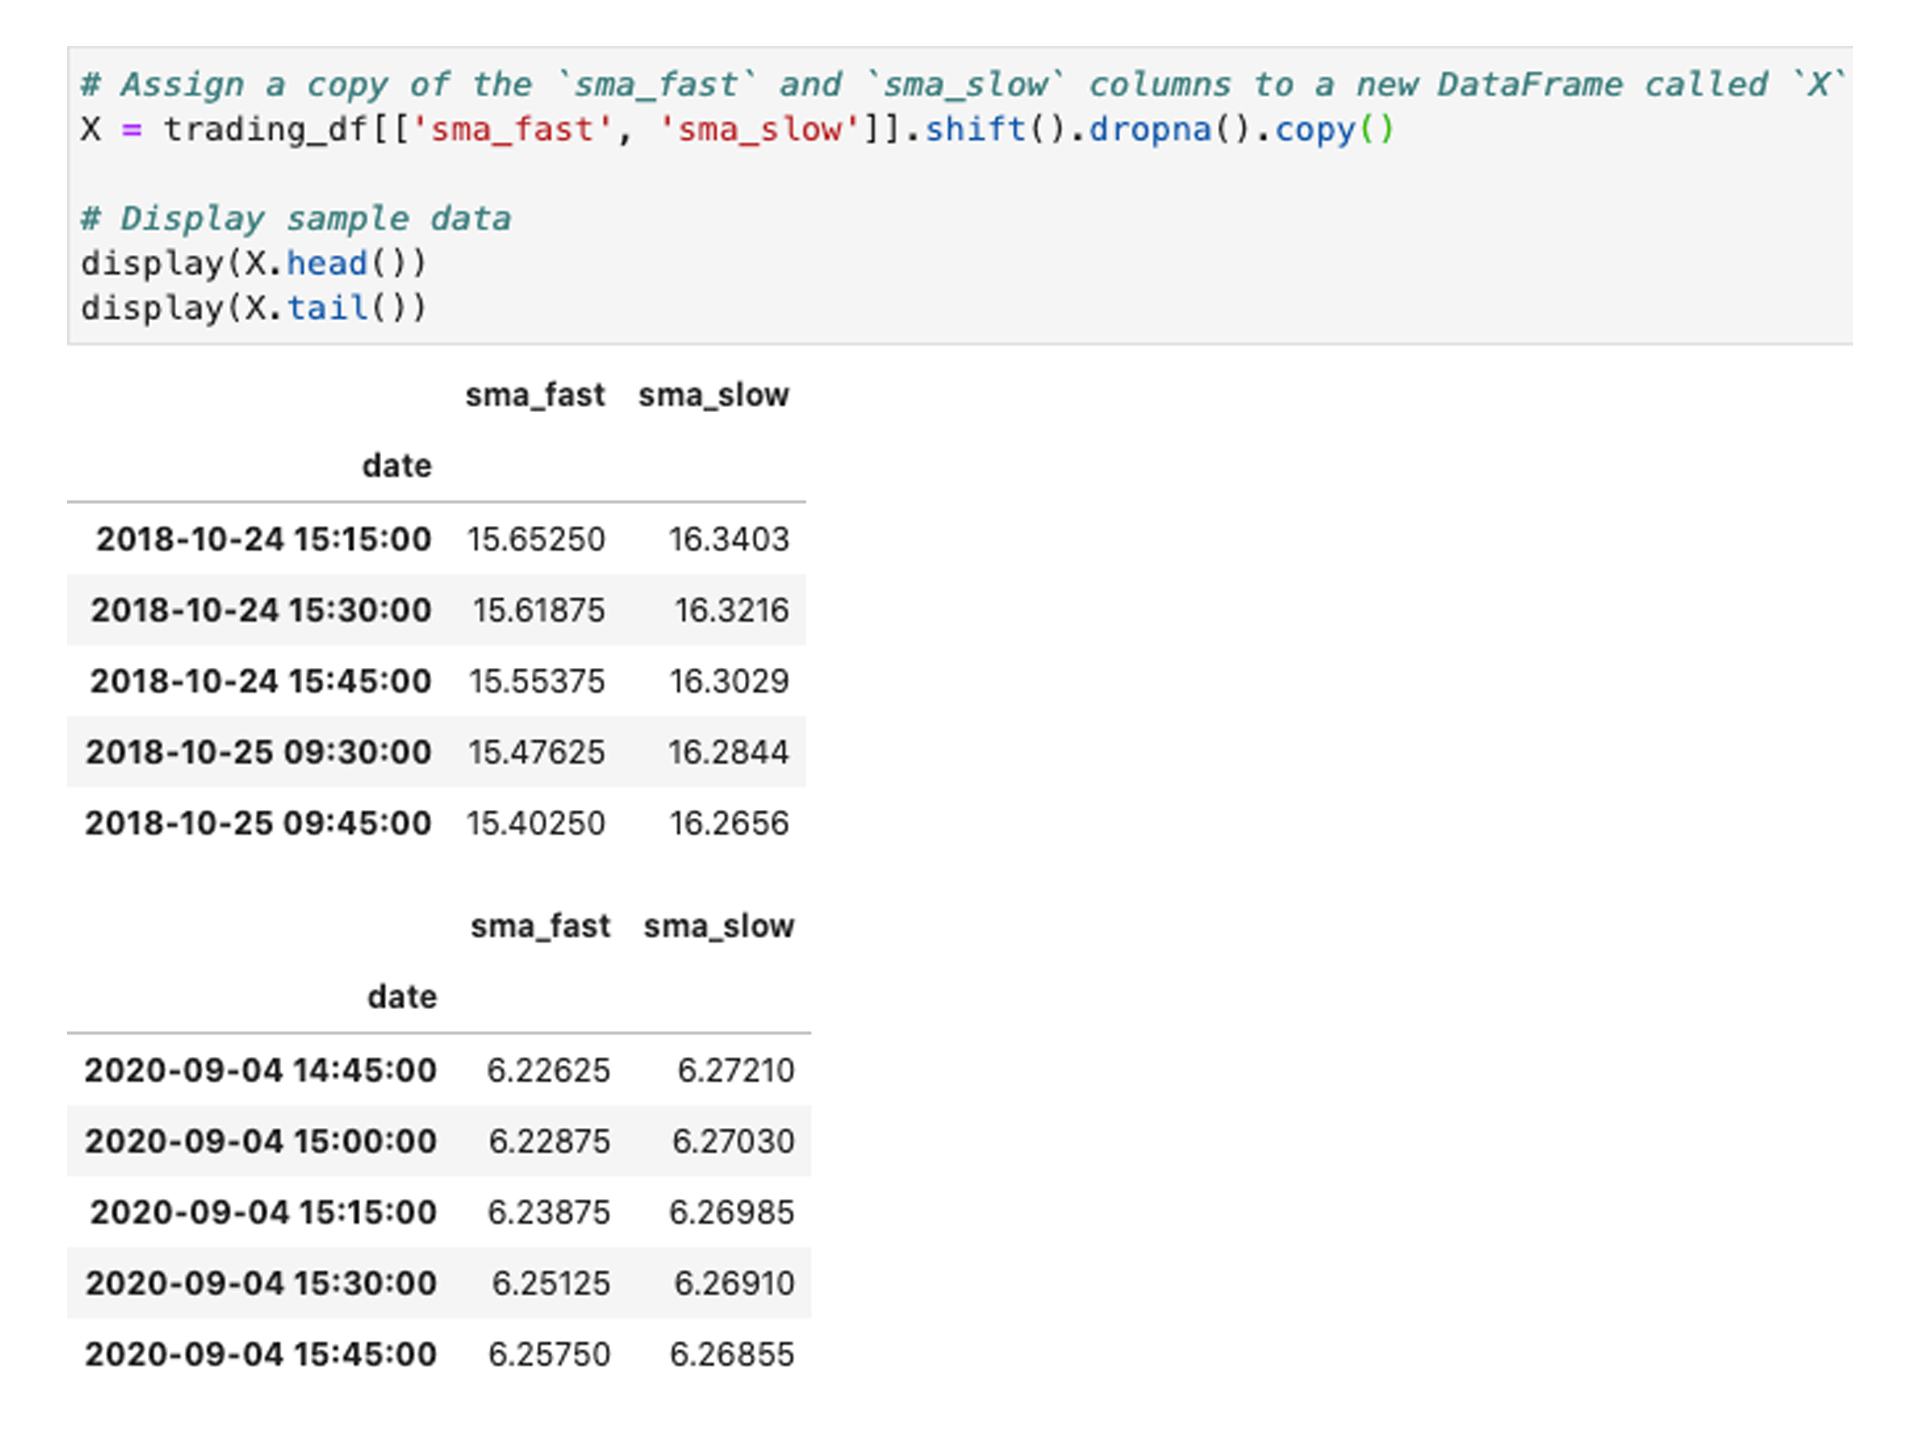 # Assign a copy of the `sma_fast` and `sma_slow` columns to a new DataFrame called `X`
X = trading_df[['sma_fast', 'sma_slow']].shift().dropna().copy()
# Display sample data
display(X.head())
display(X.tail())
sma_fast sma_slow
date
2018-10-24 15:15:00 15.65250 16.3403
2018-10-24 15:30:00 15.61875 16.3216
2018-10-24 15:45:00 15.55375 16.3029
2018-10-25 09:30:00 15.47625 16.2844
2018-10-25 09:45:00 15.40250 16.2656
sma_fast sma_slow
date
2020-09-04 14:45:00 6.22625 6.27210
2020-09-04 15:00:00 6.22875 6.27030
2020-09-04 15:15:00 6.23875 6.26985
2020-09-04 15:30:00 6.25125 6.26910
2020-09-04 15:45:00 6.25750 6.26855